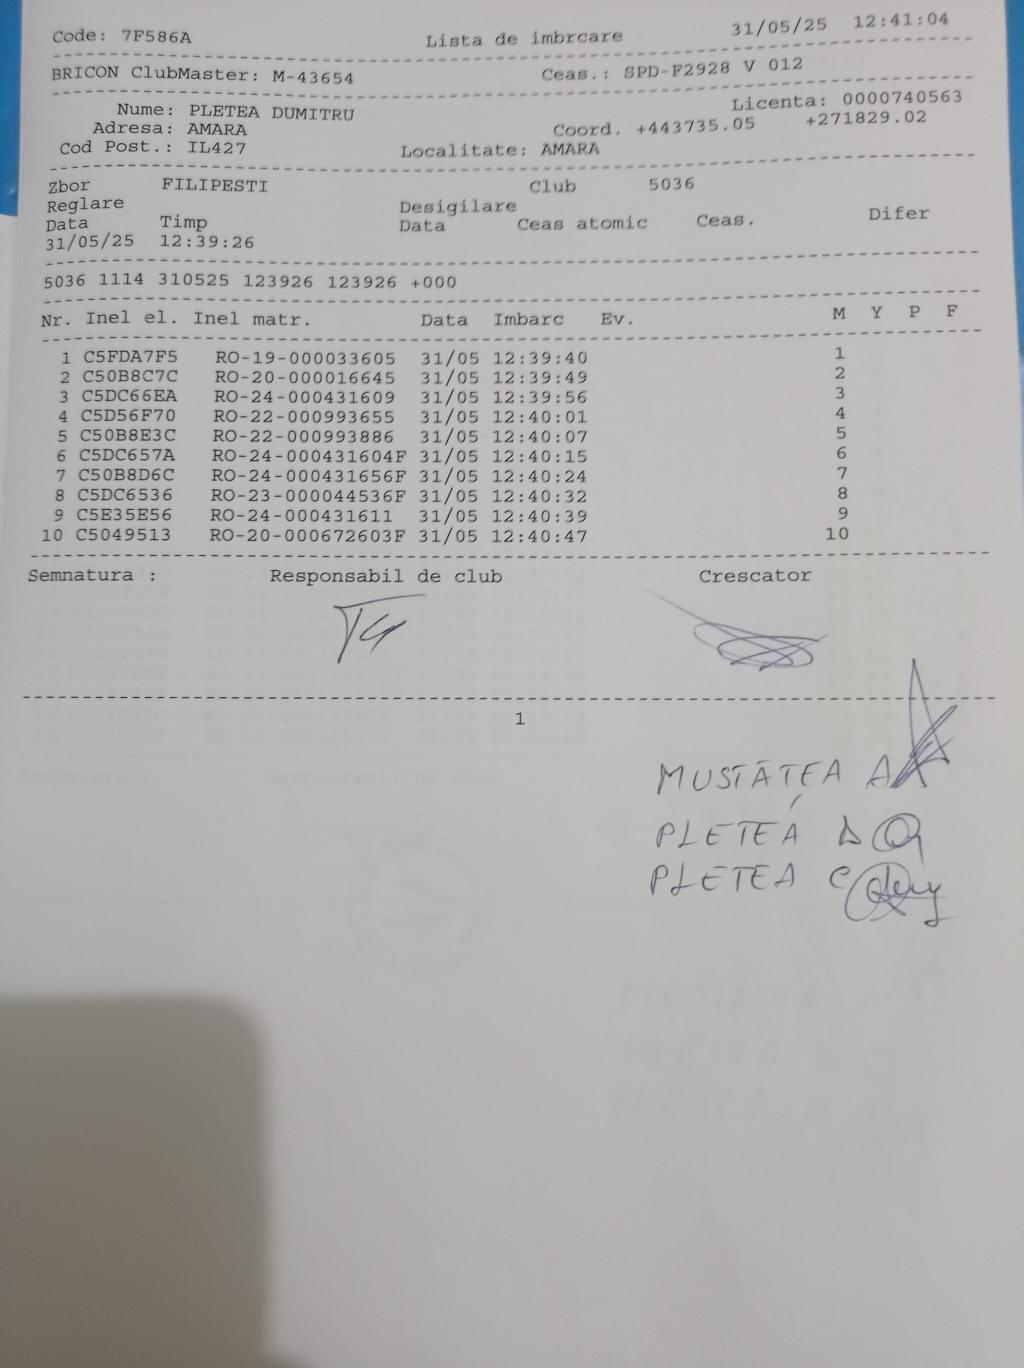 Code: 7F586A Lista de imbrcare 31/05/25 12:41:04
BRICON ClubMaster: M-43654 Ceas.: SPD-F2928 V 012
Nume: PLETEA DUMITRU Licenta: 0000740563
Adresa: AMARA Coord. +443735.05 +271829.02
Cod Post.: IL427 Localitate: AMARA
Zbor FILIPESTI Club 5036
Reglare Desigilare
Data Timp Data Ceas atomic Ceas. Difer
31/05/25 12:39:26
5036 1114 310525 123926 123926 +000
Nr. Inel el. Inel matr. Data Imbarc Ev. M Y P F
1 C5FDA7F5 RO-19-000033605 31/05 12:39:40 1
2 C50B8C7C RO-20-000016645 31/05 12:39:49 2
3 C5DC66EA RO-24-000431609 31/05 12:39:56 3
4 C5D56F70 RO-22-000993655 31/05 12:40:01 4
5 C50B8E3C RO-22-000993886 31/05 12:40:07 5
6 C5DC657A RO-24-000431604F 31/05 12:40:15 6
7 C50B8D6C RO-24-000431656F 31/05 12:40:24 7
8 C5DC6536 RO-23-000044536F 31/05 12:40:32 8
9 C5E35E56 RO-24-000431611 31/05 12:40:39 9
10 C5049513 RO-20-000672603F 31/05 12:40:47 10
Semnatura : Responsabil de club Crescator
1
MUSTĂȚEA A
PLETEA D
PLETEA C